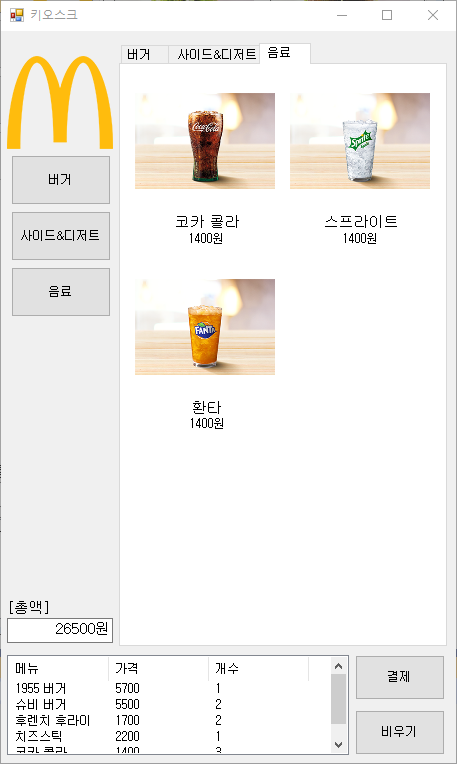 키오스크
버거 사이드&디저트 음료
버거
사이드&디저트
음료
Coca-Cola
Sprite
코카 콜라 스프라이트
1400원 1400원
FANTA
환타
1400원
[총액]
26500원
메뉴 가격 개수
1955 버거 5700 1
슈비 버거 5500 2
후렌치 후라이 1700 2
치즈스틱 2200 1
코카 콜라 1400 3
결제
비우기